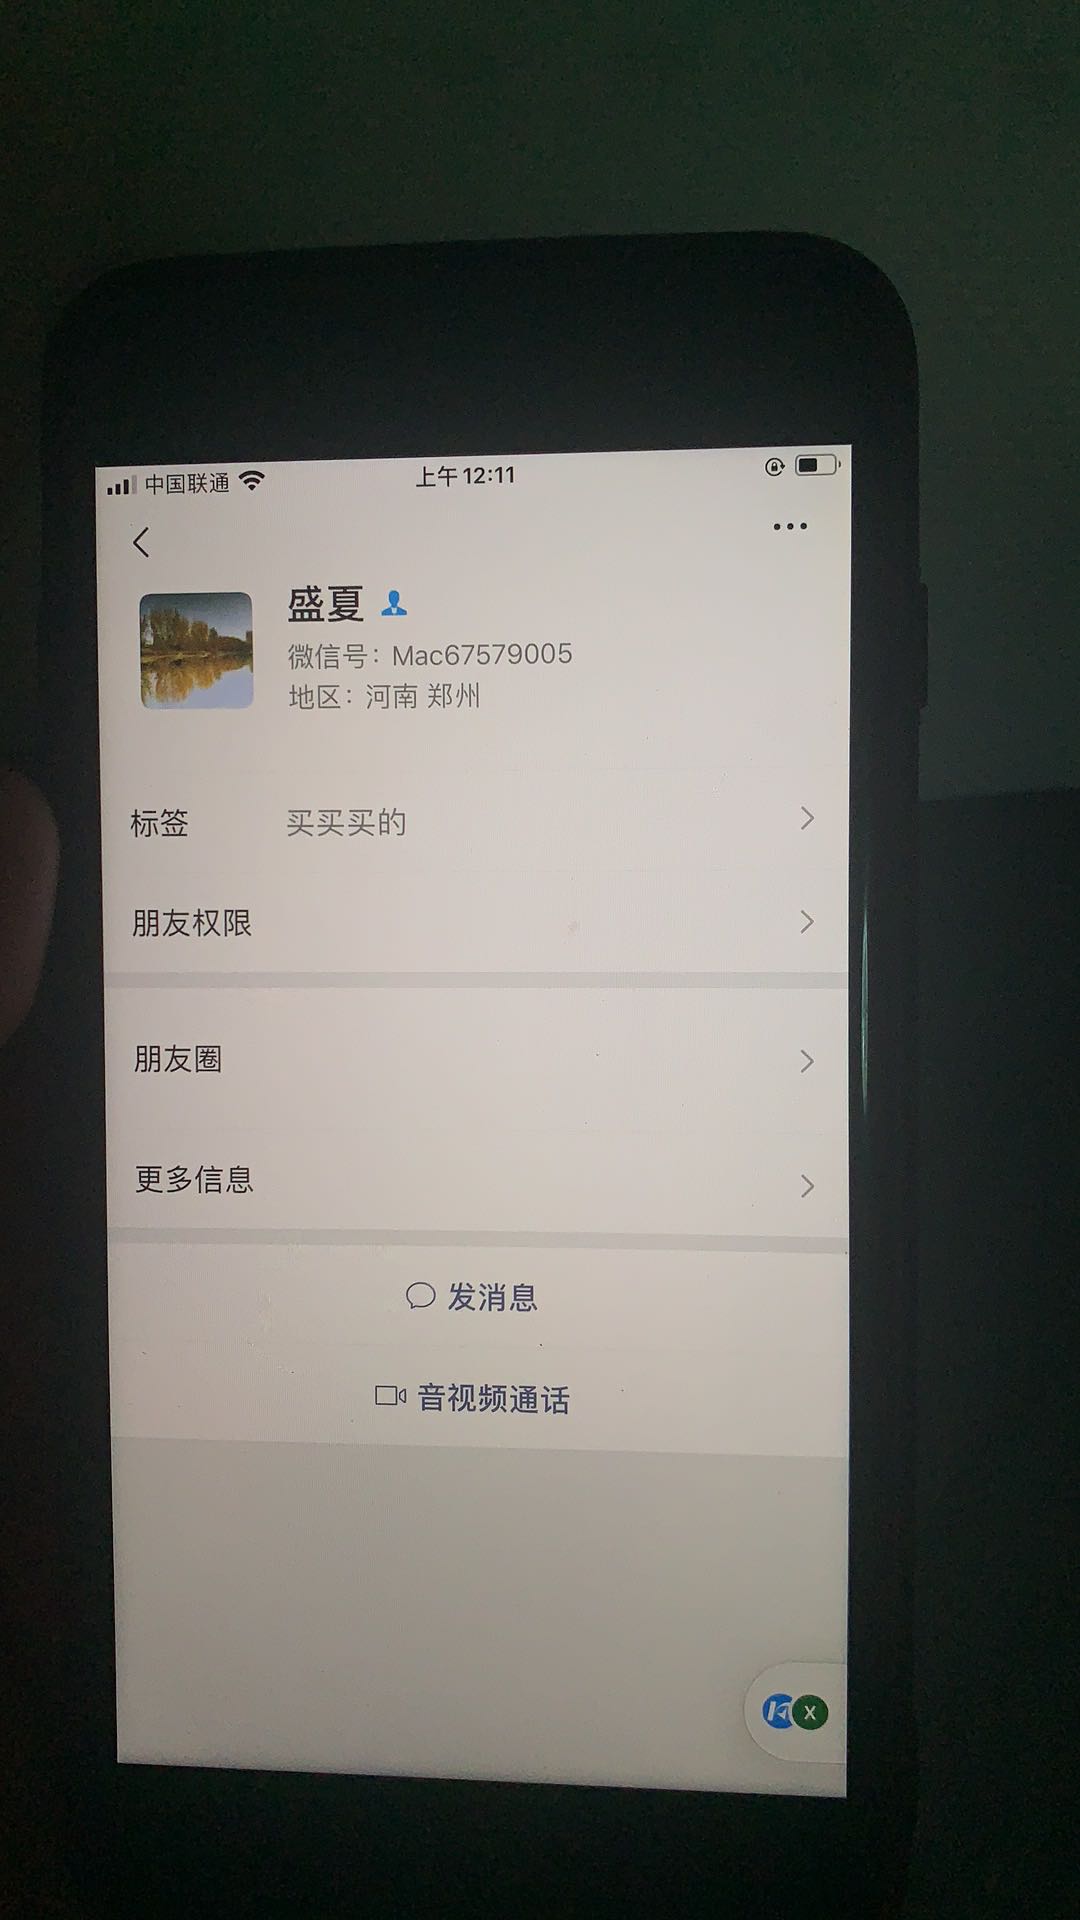 中国联通 上午 12:11
盛夏
微信号：Mac67579005
地区：河南 郑州
标签 买买买的
朋友权限
朋友圈
更多信息
发消息
音视频通话
X